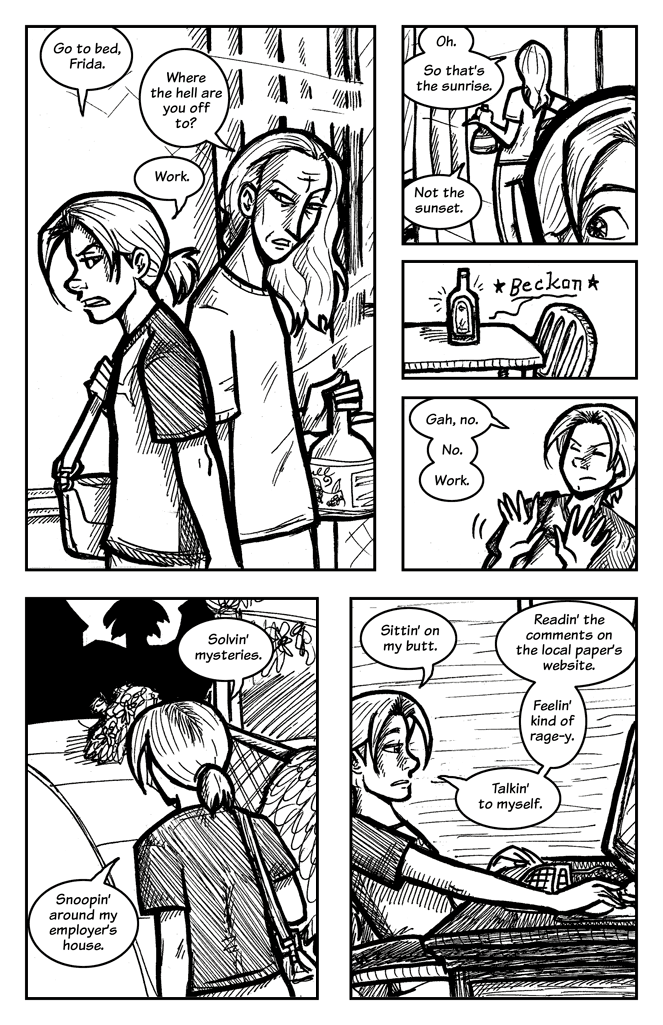 Go to bed,
Frida.
Where
the hell are
you off
to?
Work.
Oh.
So that's
the sunrise.
Not the
sunset.
★Beckon★
Gah, no.
No.
Work.
Solvin'
mysteries.
Snoopin'
around my
employer's
house.
Sittin' on
my butt.
Readin' the
comments on
the local paper's
website.
Feelin'
kind of
rage-y.
Talkin'
to myself.